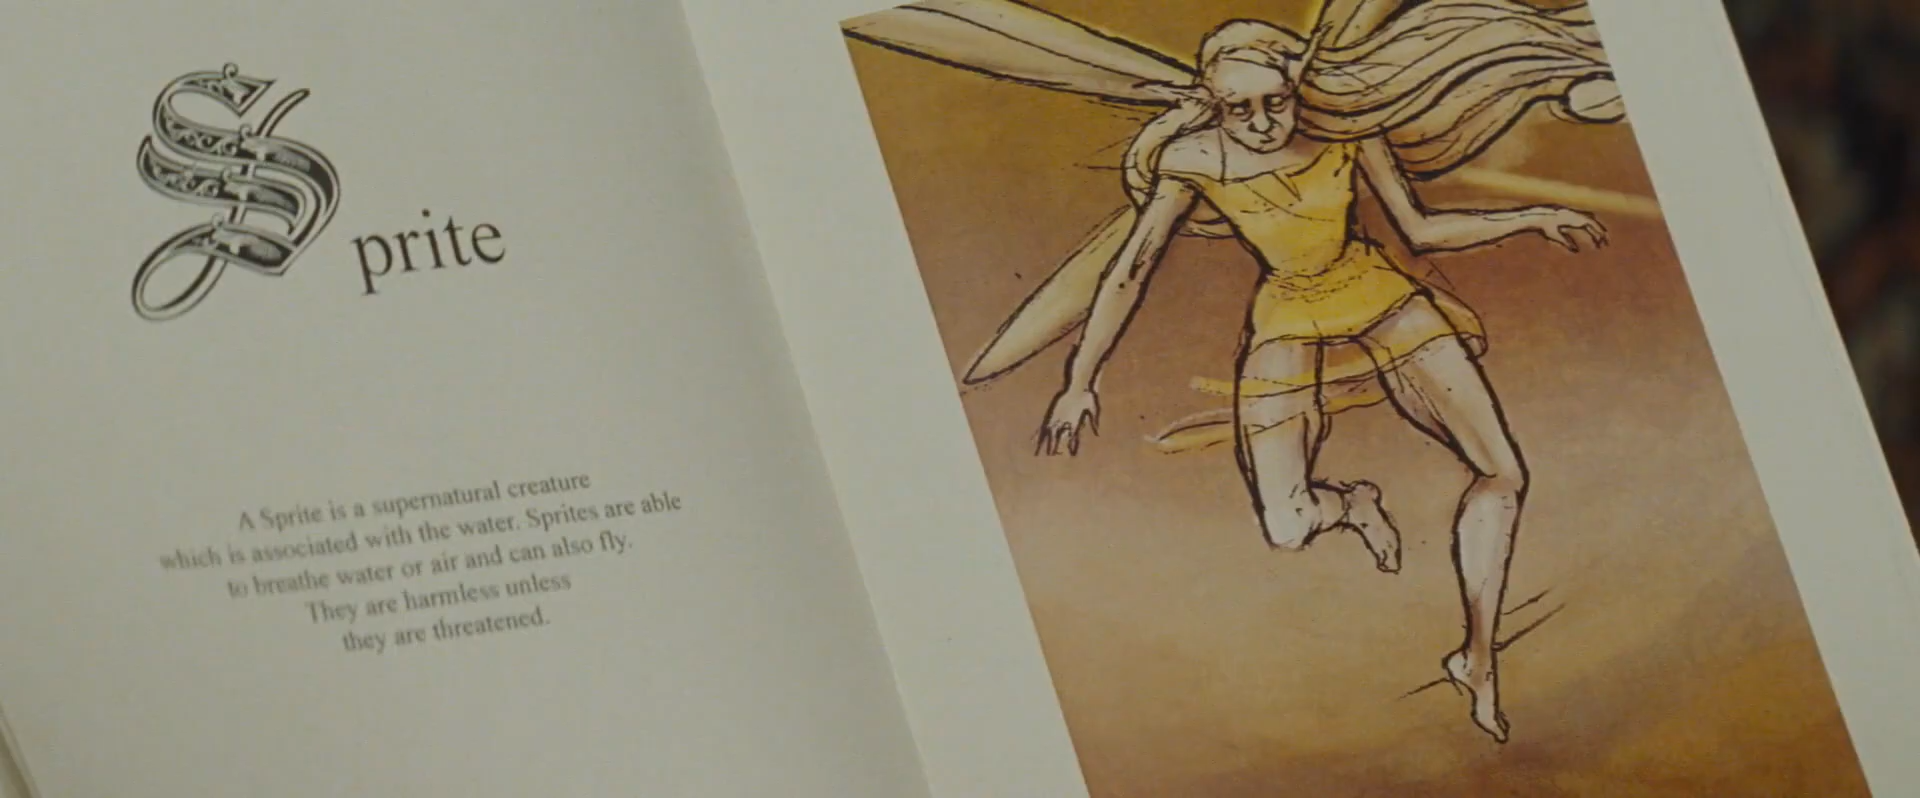 Sprite
A Sprite is a supernatural creature
which is associated with the water. Sprites are able
to breathe water or air and can also fly.
They are harmless unless
they are threatened.